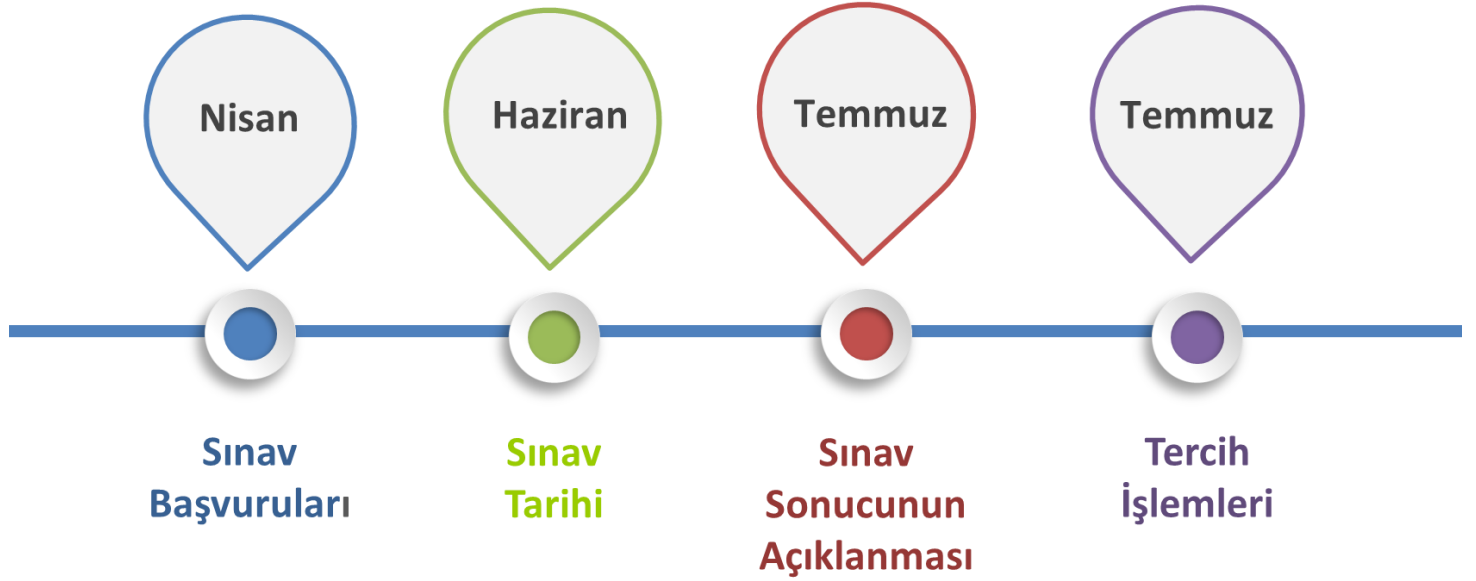 Nisan
Haziran
Temmuz
Temmuz
Sınav
Başvuruları
Sınav
Tarihi
Sınav
Sonucunun
Açıklanması
Tercih
İşlemleri